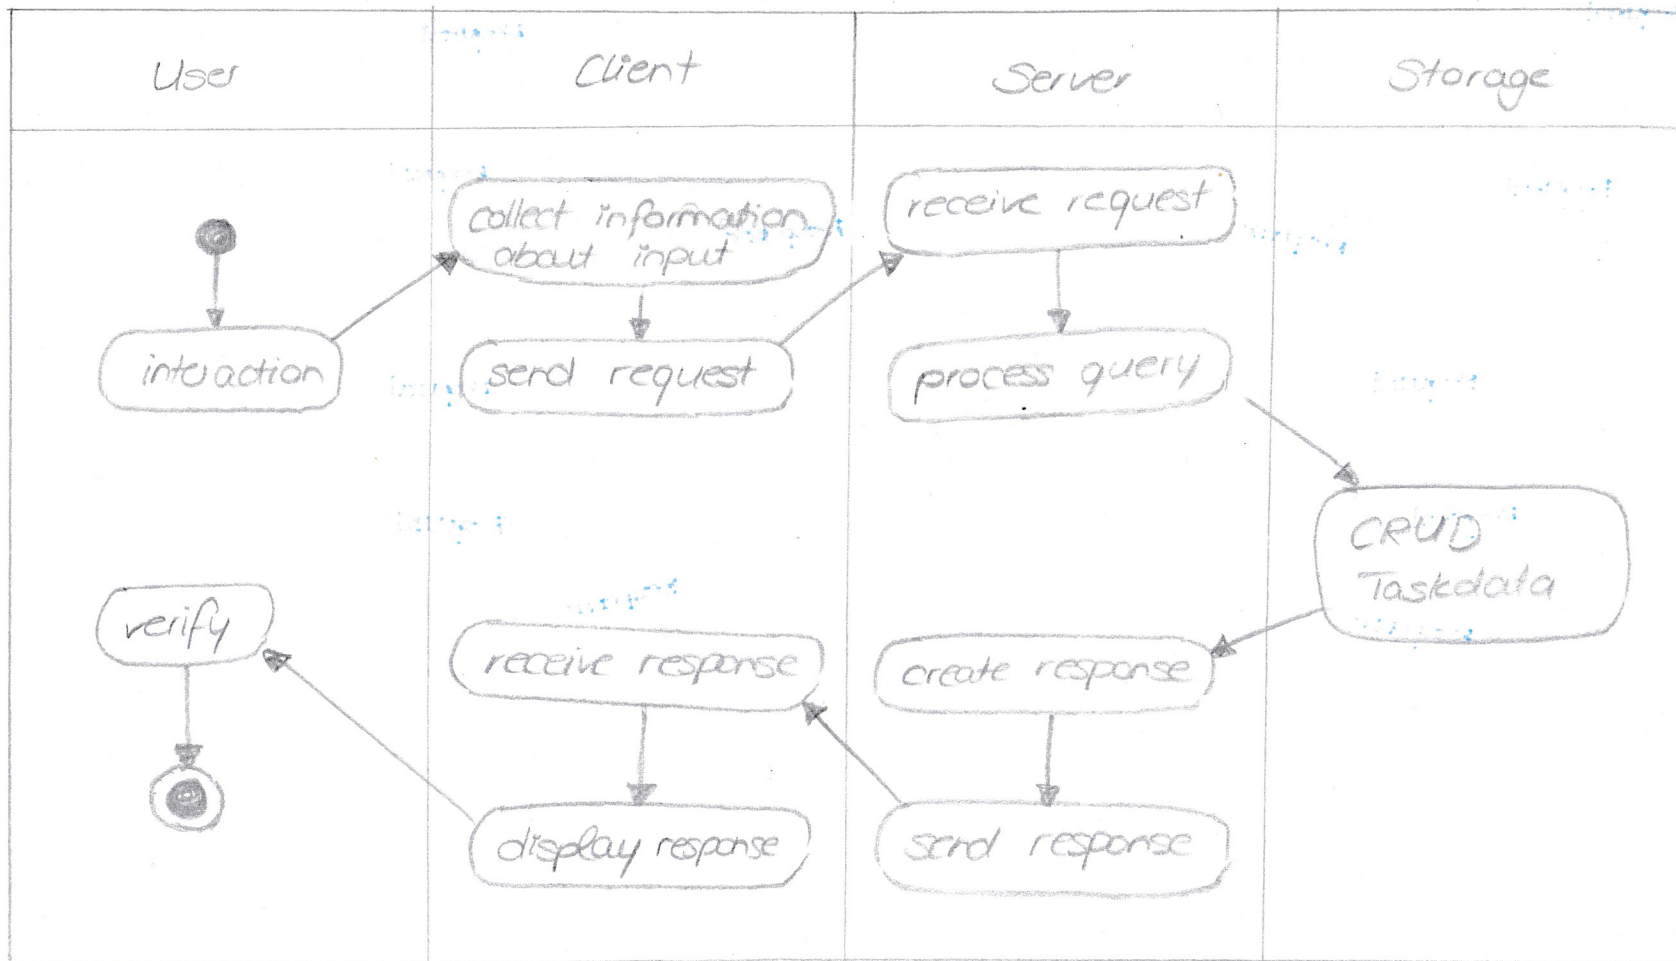 User
Client
Server
Storage
collect information
about input
receive request
interaction
send request
process query
CRUD
Taskdata
verify
receive response
create response
display response
send response